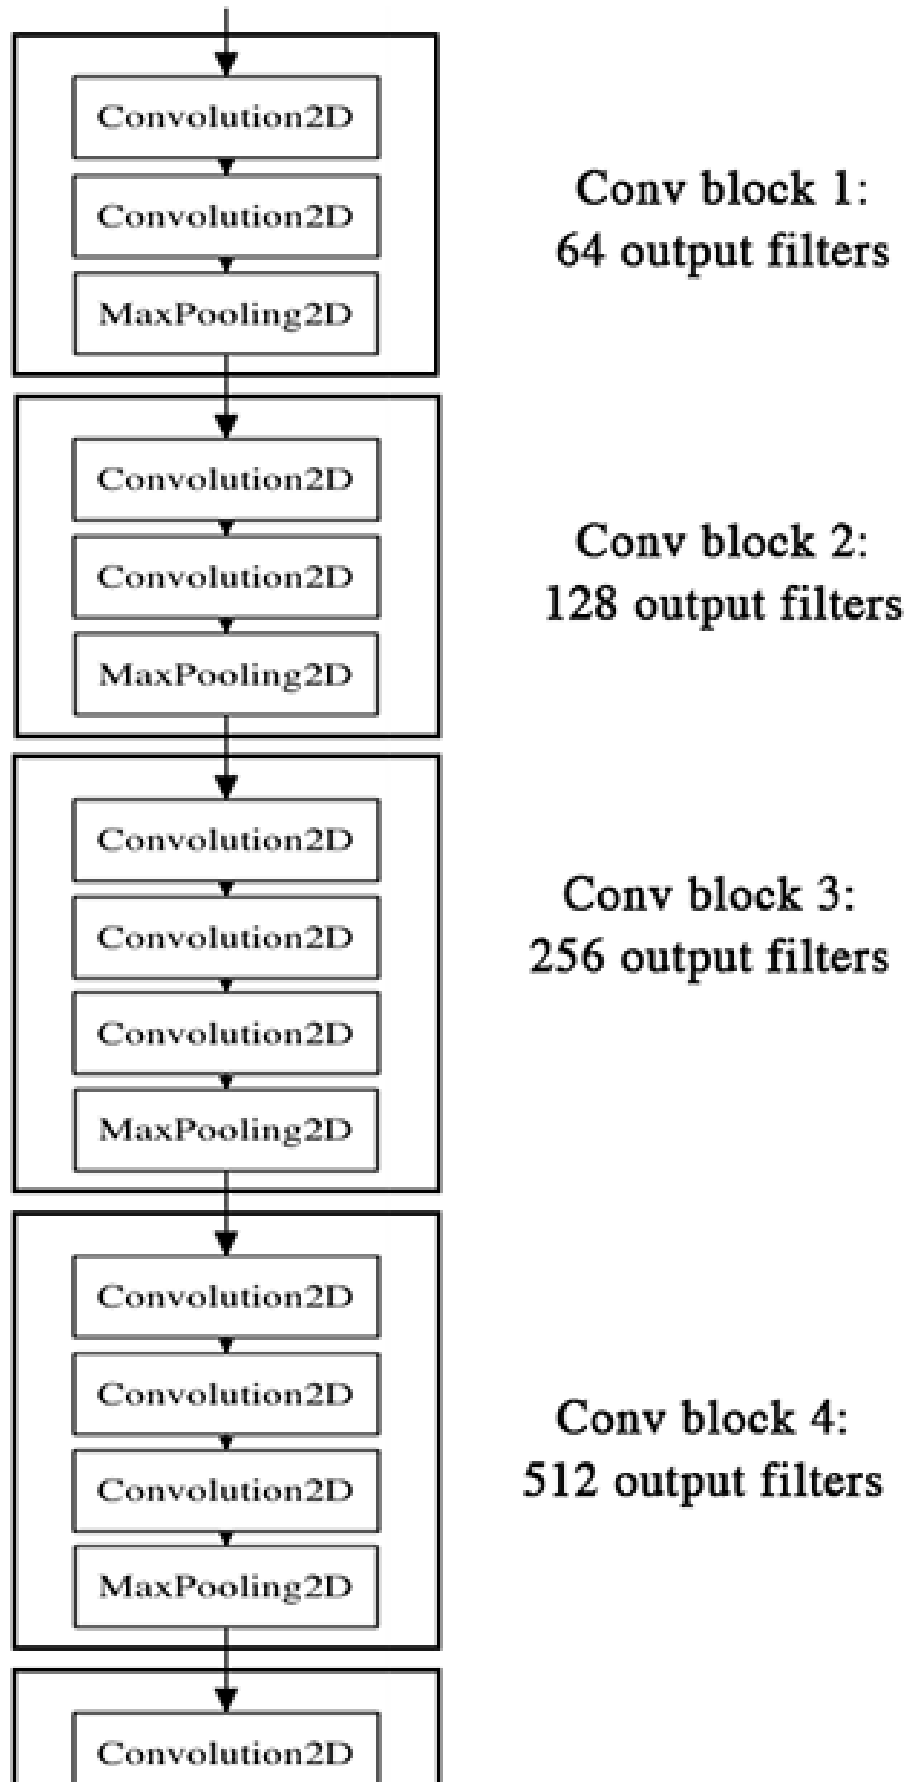 Convolution2D
Convolution2D
MaxPooling2D
Conv block 1:
64 output filters
Convolution2D
Convolution2D
MaxPooling2D
Conv block 2:
128 output filters
Convolution2D
Convolution2D
Convolution2D
MaxPooling2D
Conv block 3:
256 output filters
Convolution2D
Convolution2D
Convolution2D
MaxPooling2D
Conv block 4:
512 output filters
Convolution2D